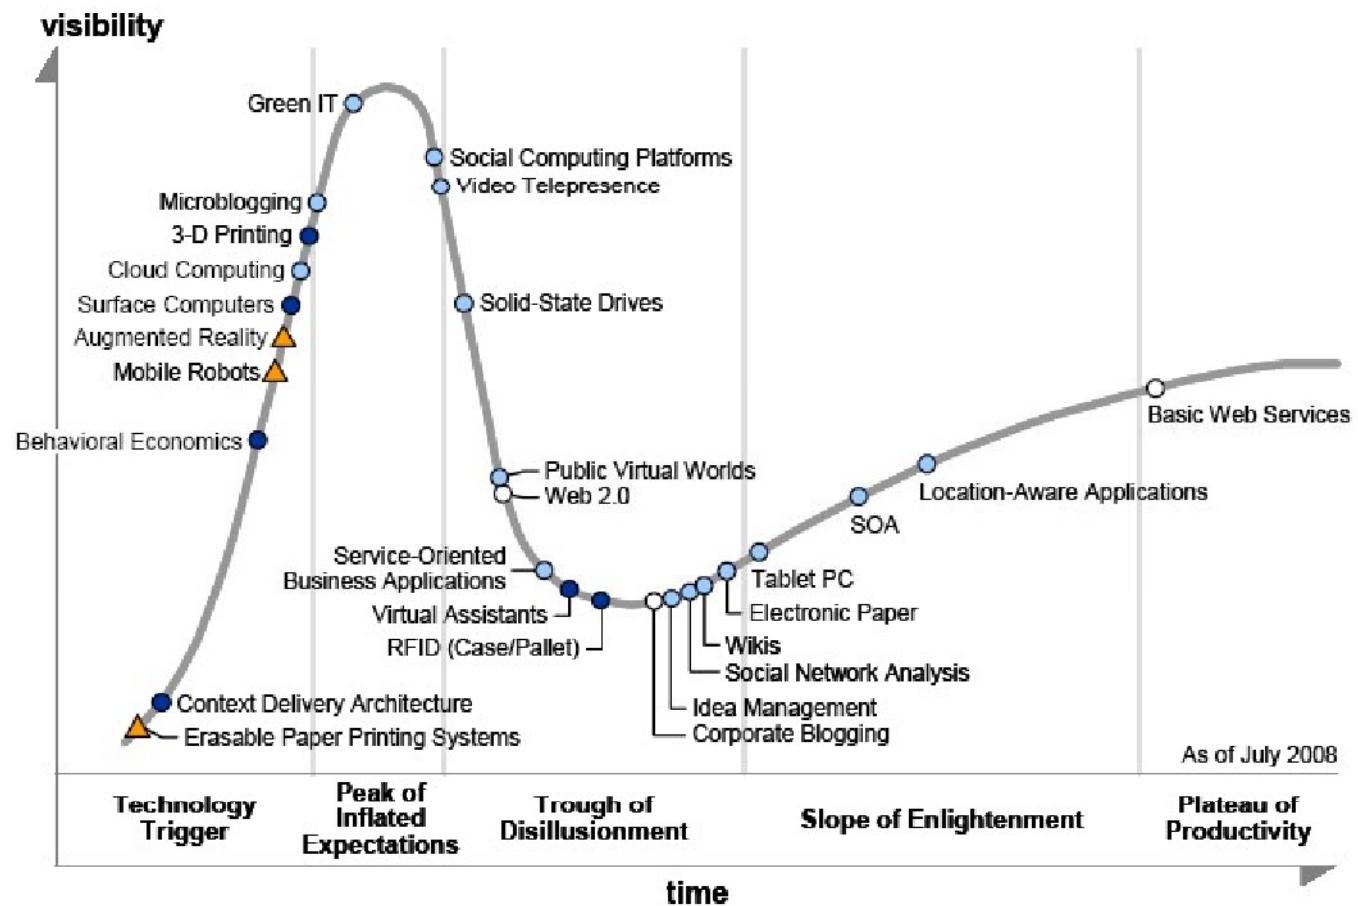 visibility
Green IT
Social Computing Platforms
Video Telepresence
Microblogging
3-D Printing
Cloud Computing
Surface Computers
Solid-State Drives
Augmented Reality
Mobile Robots
Basic Web Services
Behavioral Economics
Public Virtual Worlds
Web 2.0
Location-Aware Applications
SOA
Service-Oriented
Business Applications
Tablet PC
Virtual Assistants
Electronic Paper
RFID (Case/Pallet)
Wikis
Social Network Analysis
Context Delivery Architecture
Idea Management
Erasable Paper Printing Systems
Corporate Blogging
As of July 2008
Technology
Trigger
Peak of
Inflated
Expectations
Trough of
Disillusionment
Slope of Enlightenment
Plateau of
Productivity
time